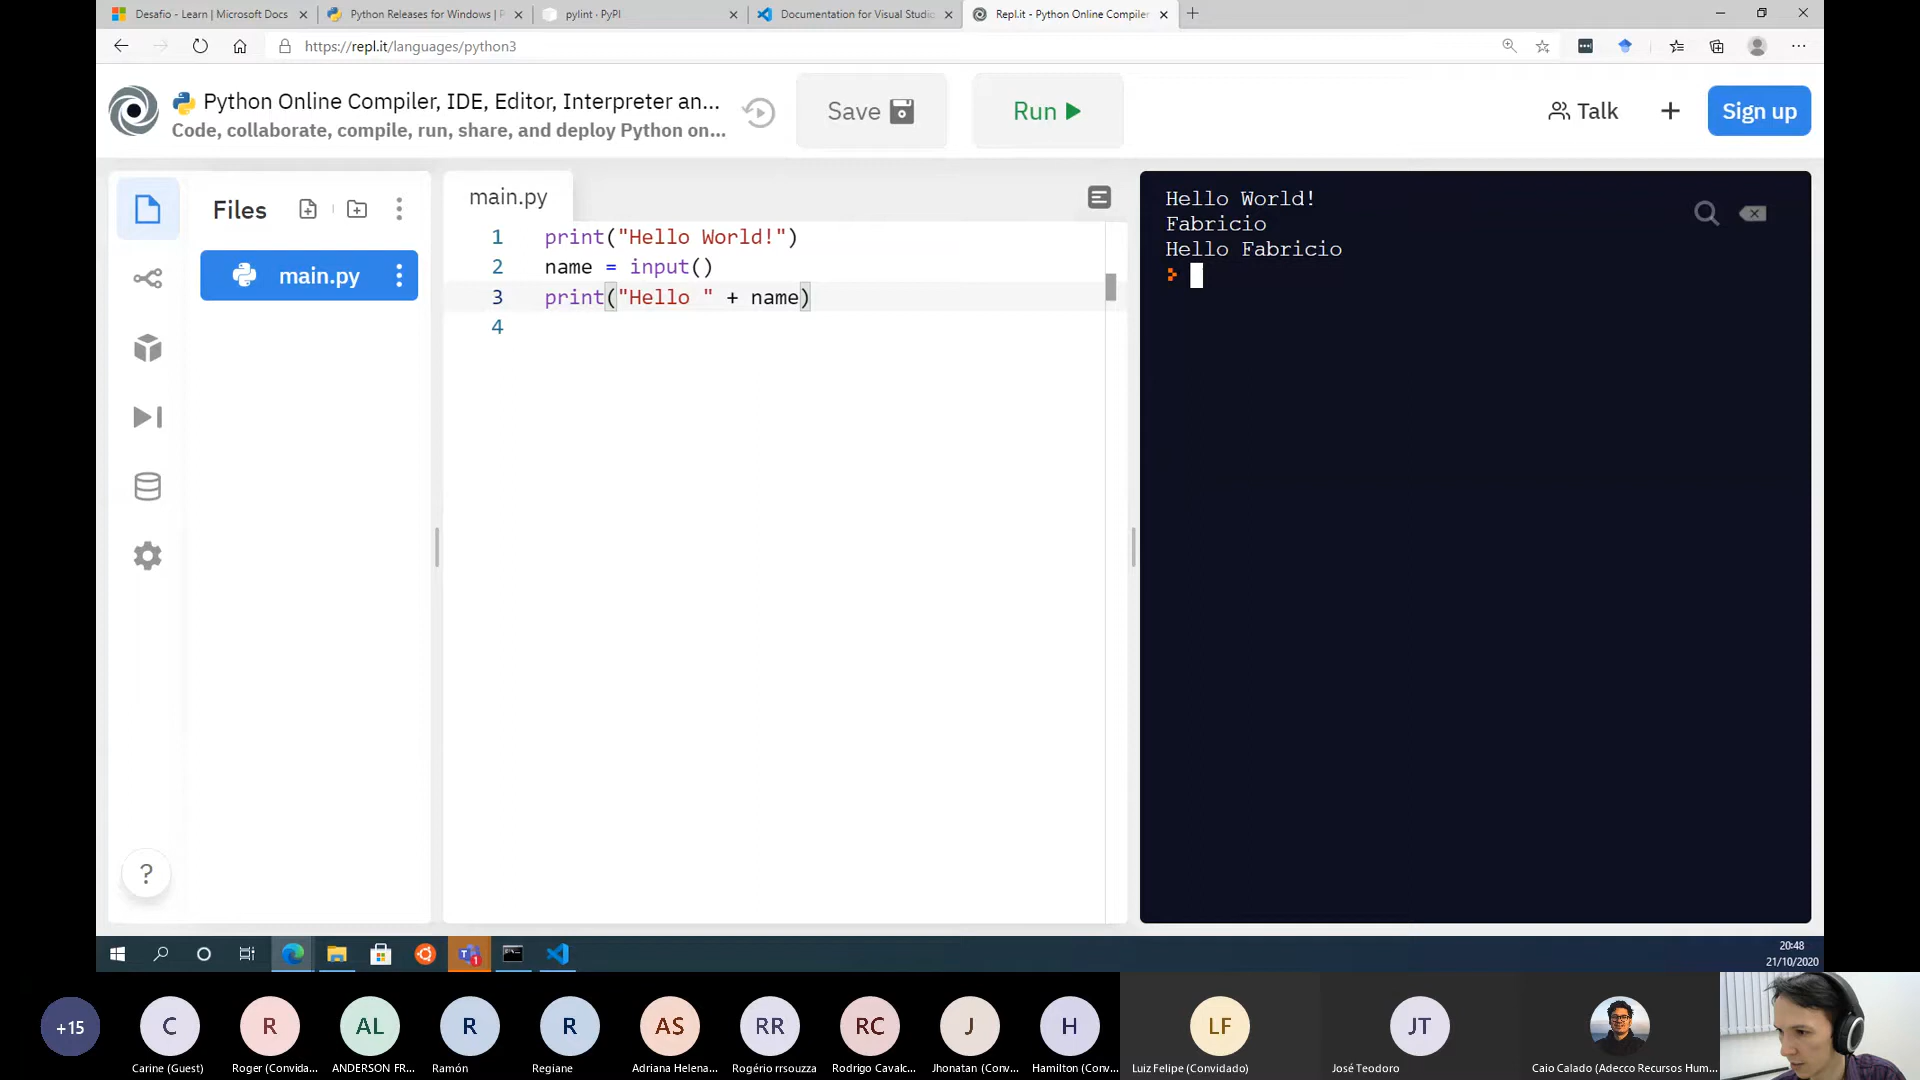 Desafio - Learn | Microsoft Docs
Python Releases for Windows |
pylint · PyPI
Documentation for Visual Studio
Repl.it - Python Online Compiler
https://repl.it/languages/python3
Python Online Compiler, IDE, Editor, Interpreter an...
Code, collaborate, compile, run, share, and deploy Python on...
Save
Run
Talk
Sign up
Files
main.py
main.py
1 print("Hello World!")
2 name = input()
3 print("Hello " + name)
4
Hello World!
Fabricio
Hello Fabricio
?
1
20:48
21/10/2020
+15
C
R
AL
R
R
AS
RR
RC
J
H
LF
JT
Carine (Guest)
Roger (Convida...
ANDERSON FR...
Ramón
Regiane
Adriana Helena...
Rogério rrsouzza
Rodrigo Cavalc...
Jhonatan (Conv...
Hamilton (Conv...
Luiz Felipe (Convidado)
José Teodoro
Caio Calado (Adecco Recursos Hum...